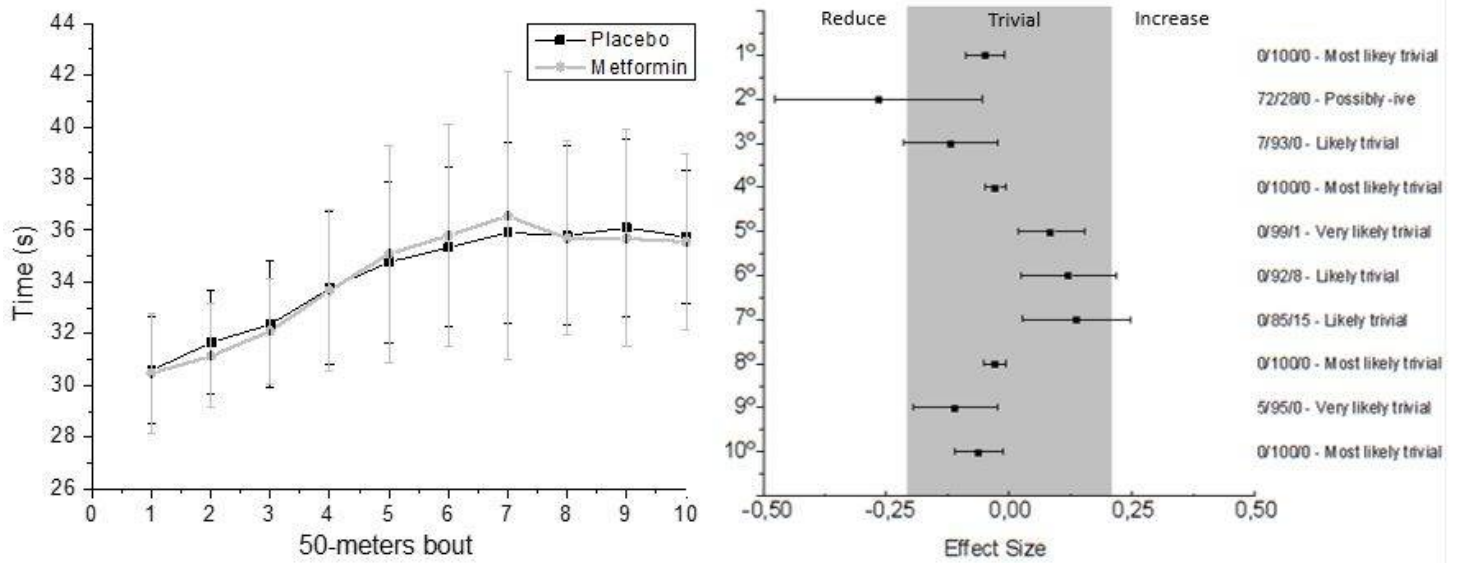 44
42
40
38
36
34
32
30
28
26
Time (s)
Placebo
Metformin
0 1 2 3 4 5 6 7 8 9 10
50-meters bout
Reduce Trivial Increase
1º 0/100/0 - Most likey trivial
2º 72/28/0 - Possibly -ive
3º 7/93/0 - Likely trivial
4º 0/100/0 - Most likely trivial
5º 0/99/1 - Very likely trivial
6º 0/92/8 - Likely trivial
7º 0/85/15 - Likely trivial
8º 0/100/0 - Most likely trivial
9º 5/95/0 - Very likely trivial
10º 0/100/0 - Most likely trivial
-0,50 -0,25 0,00 0,25 0,50
Effect Size